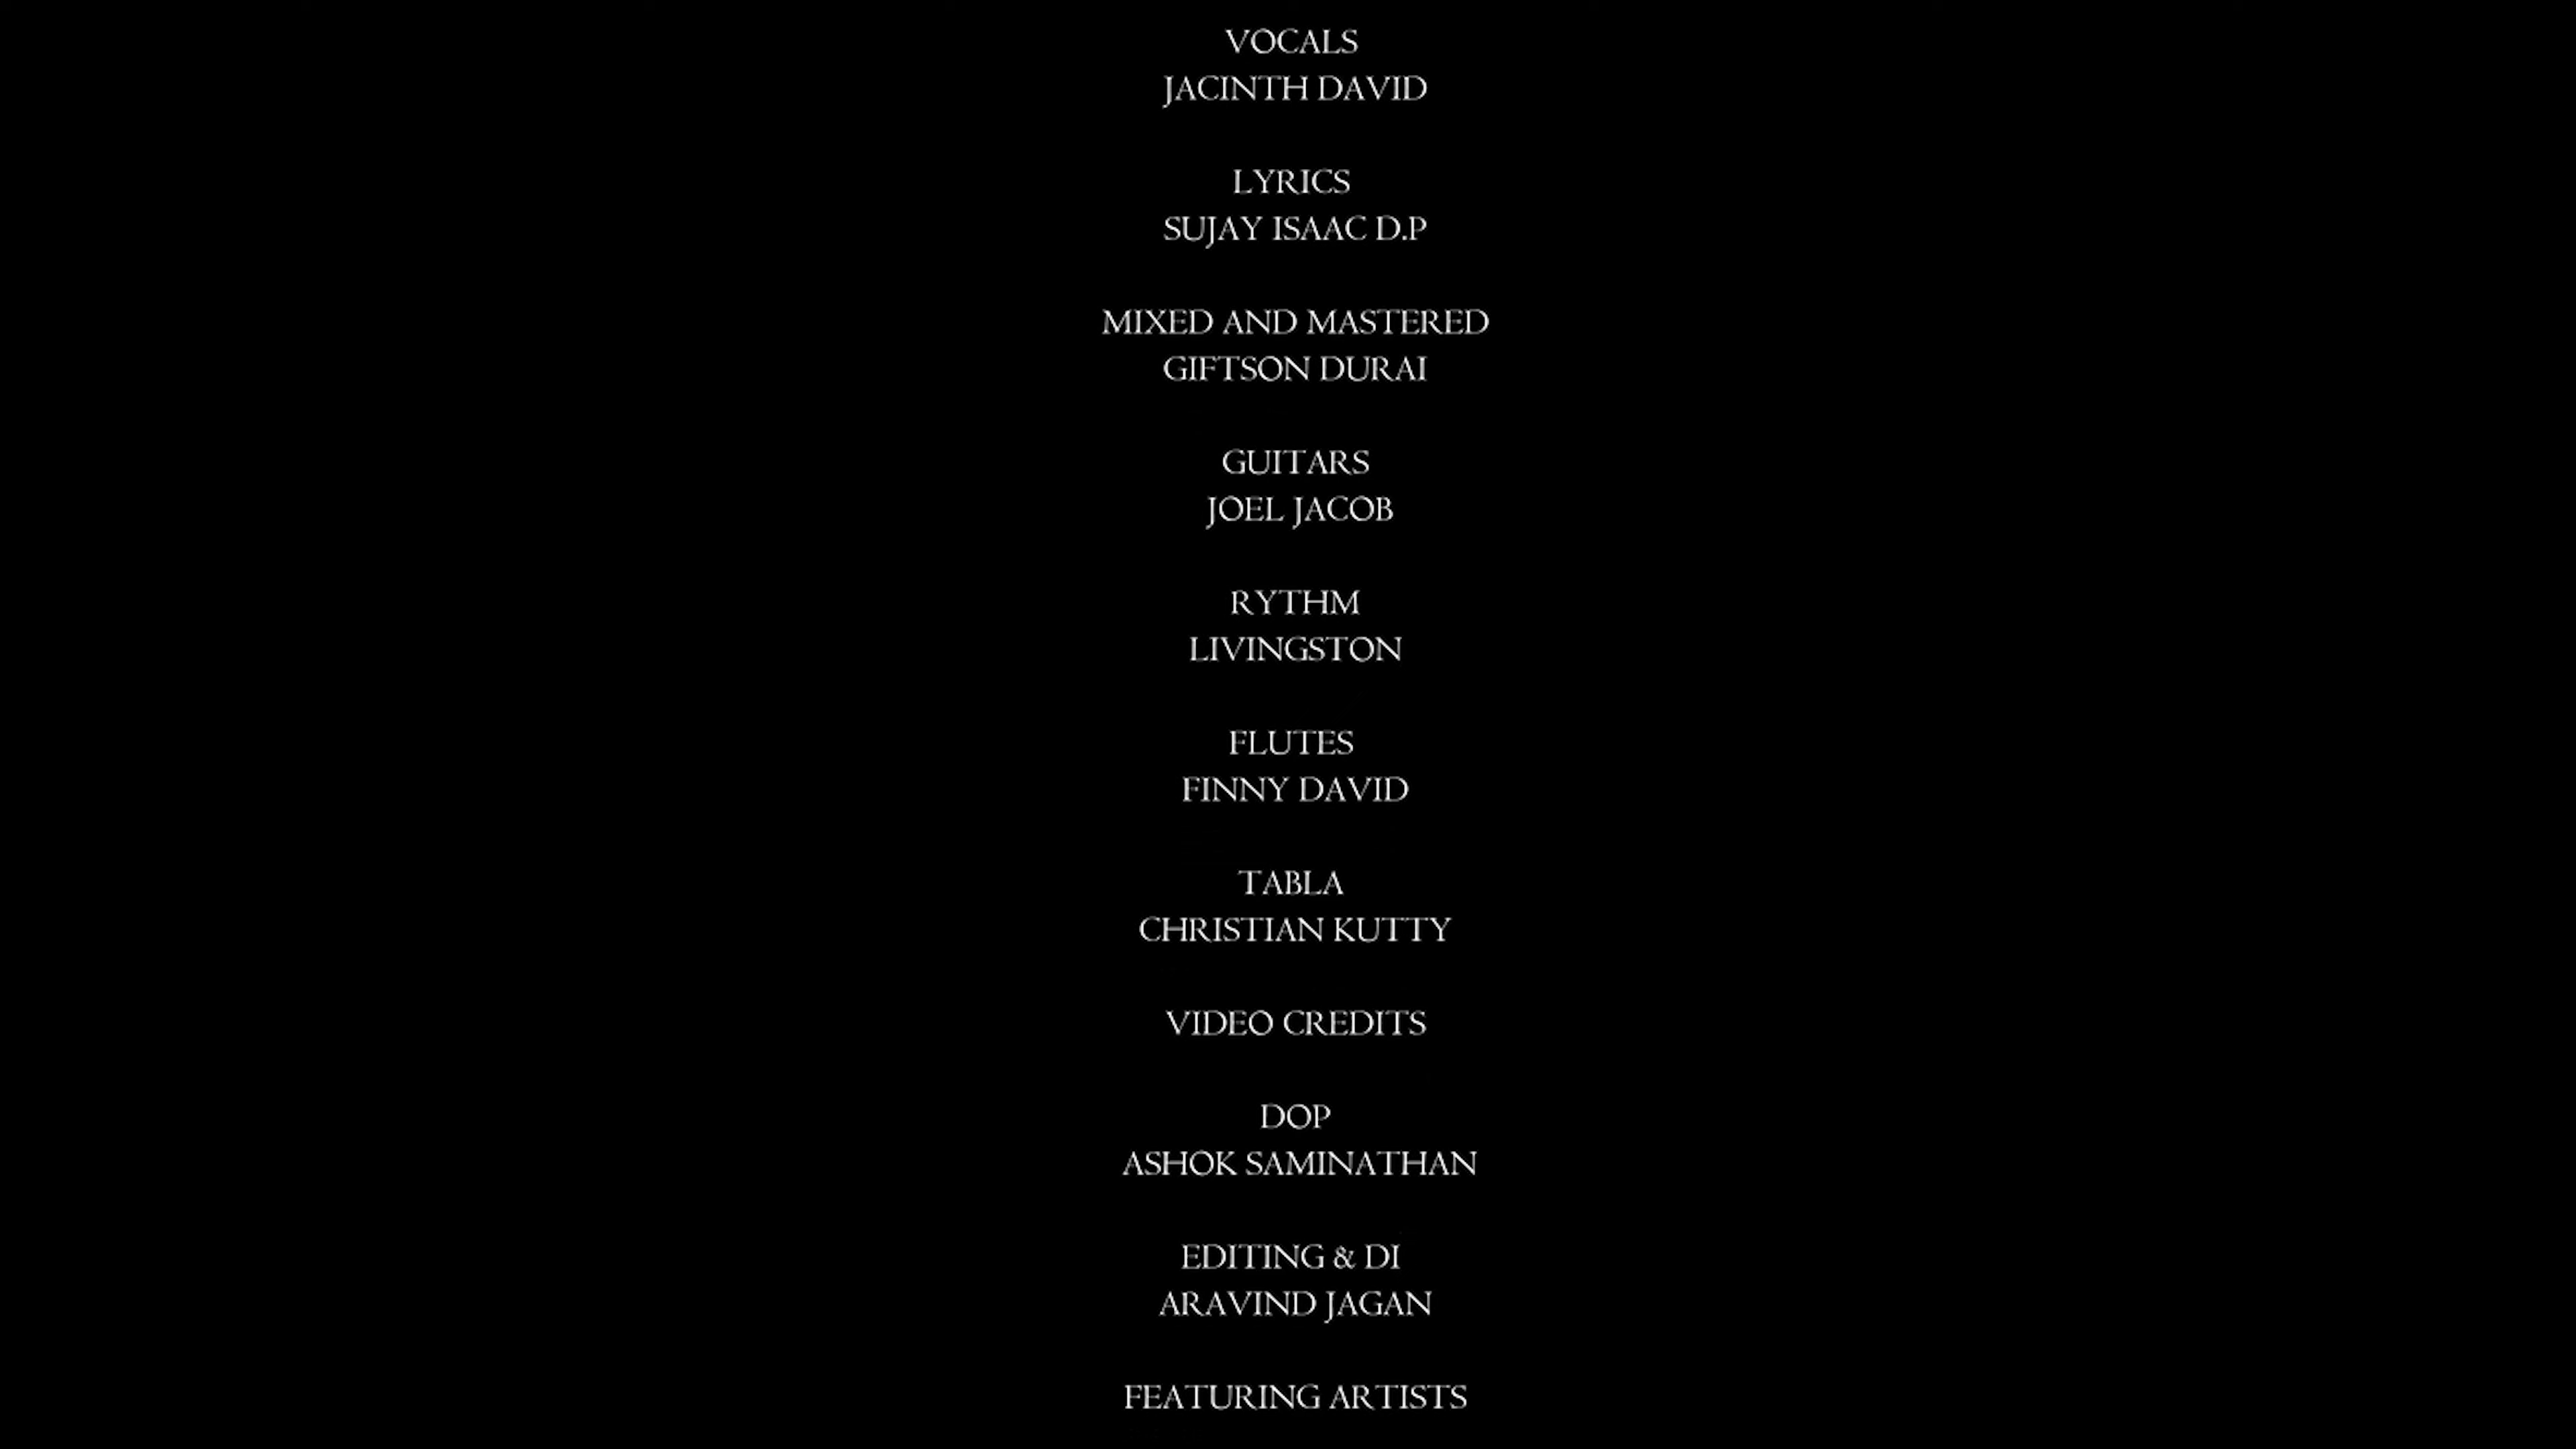 VOCALS
JACINTH DAVID
LYRICS
SUJAY ISAAC D.P
MIXED AND MASTERED
GIFTSON DURAI
GUITARS
JOEL JACOB
RYTHM
LIVINGSTON
FLUTES
FINNY DAVID
TABLA
CHRISTIAN KUTTY
VIDEO CREDITS
DOP
ASHOK SAMINATHAN
EDITING & DI
ARAVIND JAGAN
FEATURING ARTISTS